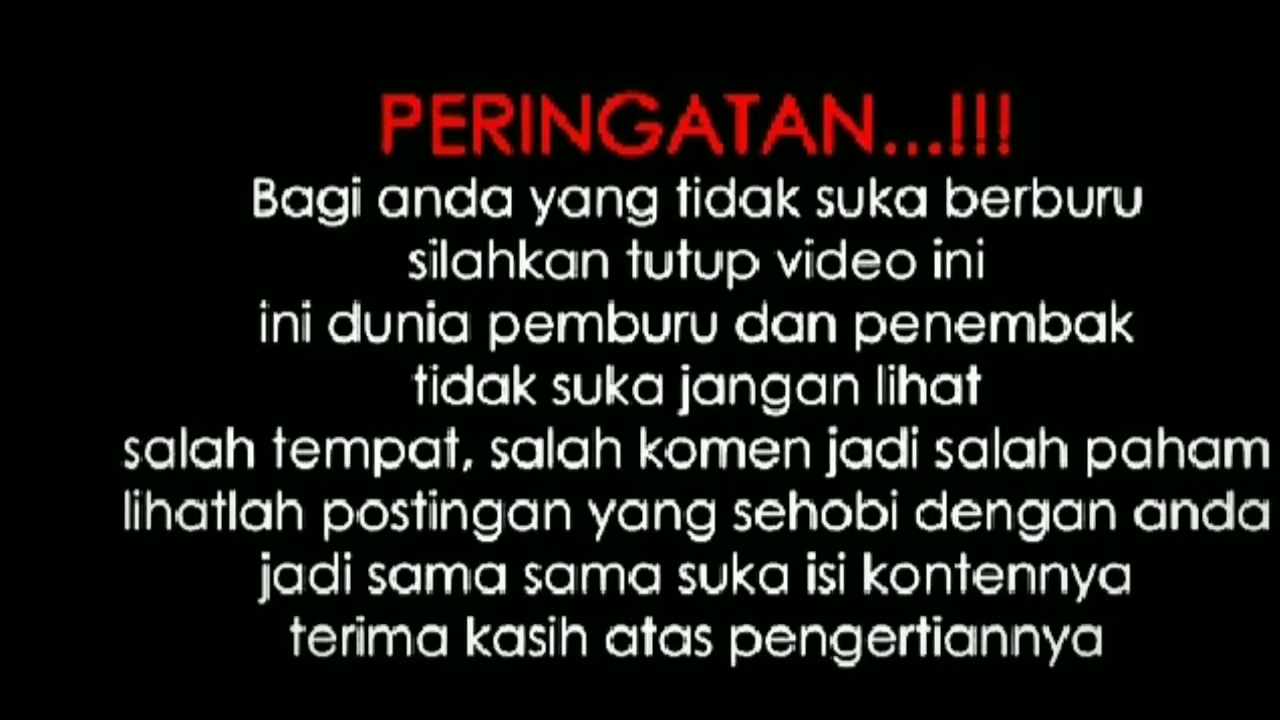 PERINGATAN...!!!
Bagi anda yang tidak suka berburu
silahkan tutup video ini
ini dunia pemburu dan penembak
tidak suka jangan lihat
salah tempat, salah komen jadi salah paham
lihatlah postingan yang sehobi dengan anda
jadi sama sama suka isi kontennya
terima kasih atas pengertiannya